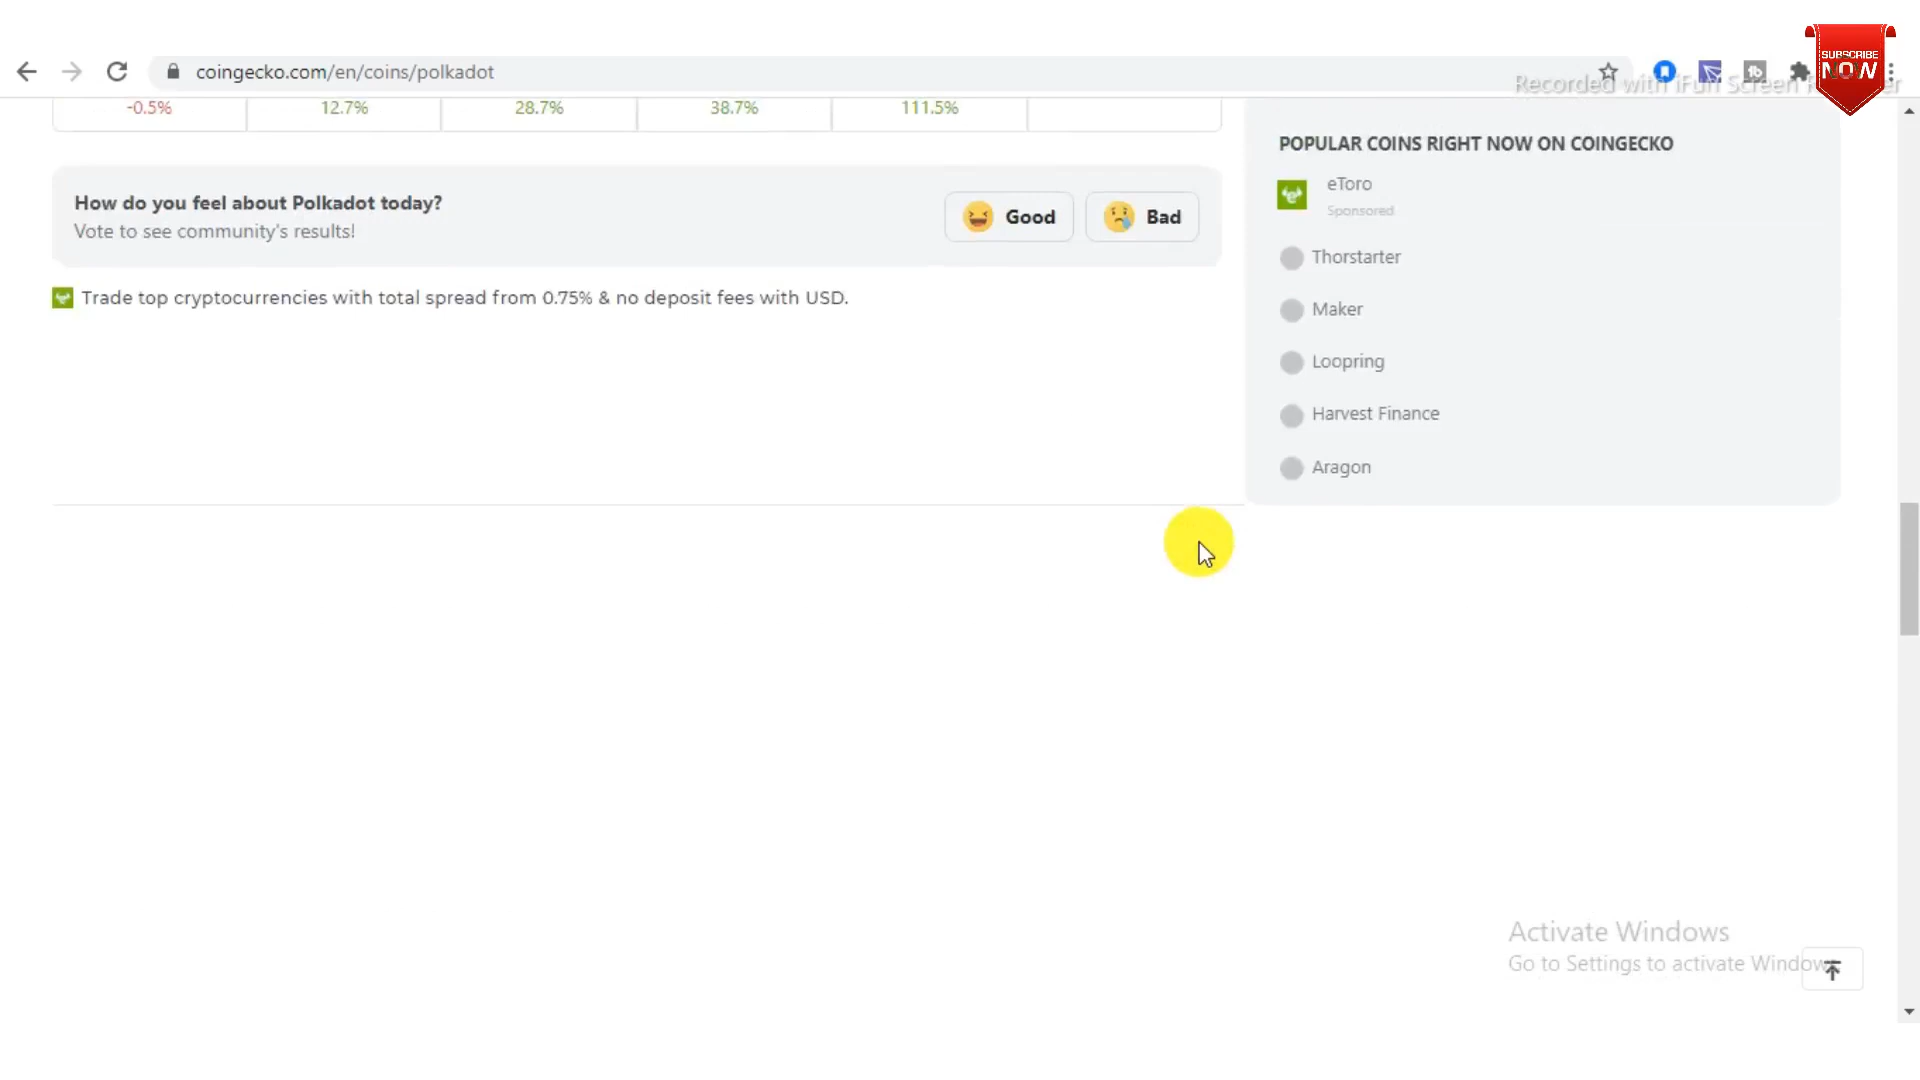 SUBSCRIBE
NOW
coingecko.com/en/coins/polkadot
Recorded with iFun Screen
-0.5% 12.7% 28.7% 38.7% 111.5%
POPULAR COINS RIGHT NOW ON COINGECKO
eToro
Sponsored
How do you feel about Polkadot today?
Vote to see community's results!
Good
Bad
Thorstarter
Trade top cryptocurrencies with total spread from 0.75% & no deposit fees with USD.
Maker
Loopring
Harvest Finance
Aragon
Activate Windows
Go to Settings to activate Windows